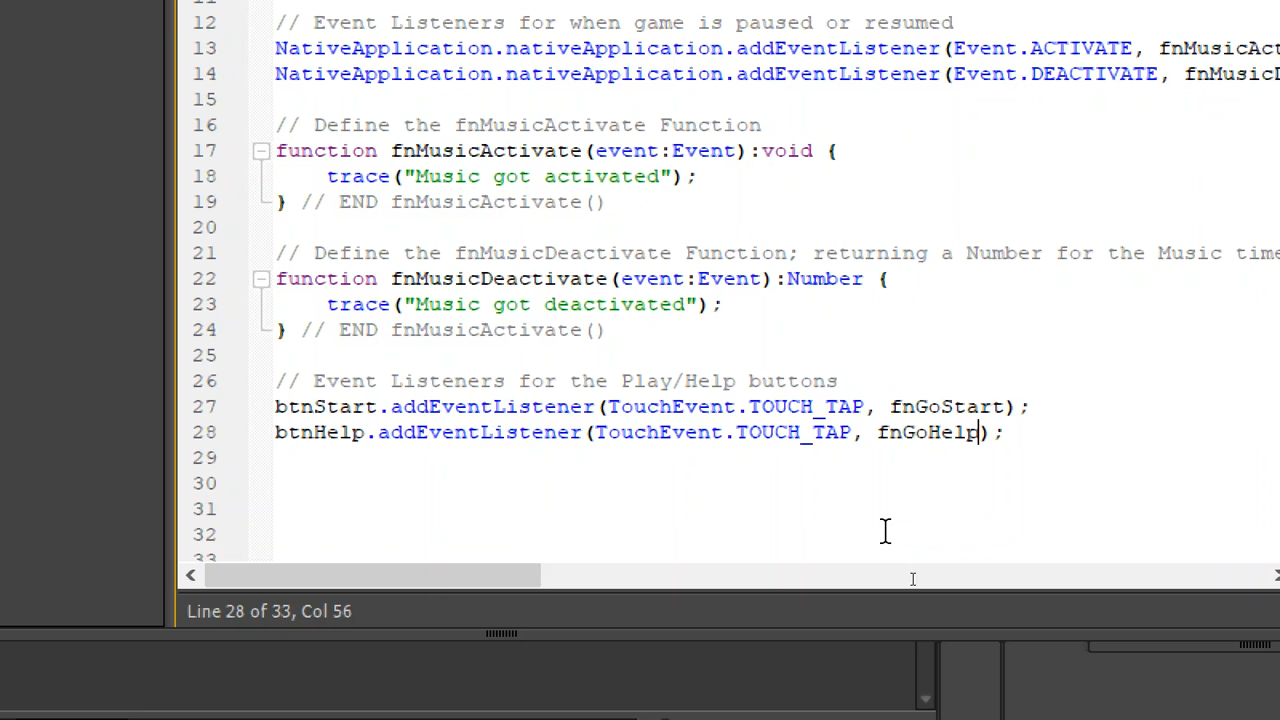 12 // Event Listeners for when game is paused or resumed
13 NativeApplication.nativeApplication.addEventListener(Event.ACTIVATE, fnMusicAct
14 NativeApplication.nativeApplication.addEventListener(Event.DEACTIVATE, fnMusicD
15
16 // Define the fnMusicActivate Function
17 function fnMusicActivate(event:Event):void {
18 trace("Music got activated");
19 } // END fnMusicActivate()
20
21 // Define the fnMusicDeactivate Function; returning a Number for the Music time
22 function fnMusicDeactivate(event:Event):Number {
23 trace("Music got deactivated");
24 } // END fnMusicActivate()
25
26 // Event Listeners for the Play/Help buttons
27 btnStart.addEventListener(TouchEvent.TOUCH_TAP, fnGoStart);
28 btnHelp.addEventListener(TouchEvent.TOUCH_TAP, fnGoHelp);
29
30
31
32
33
Line 28 of 33, Col 56